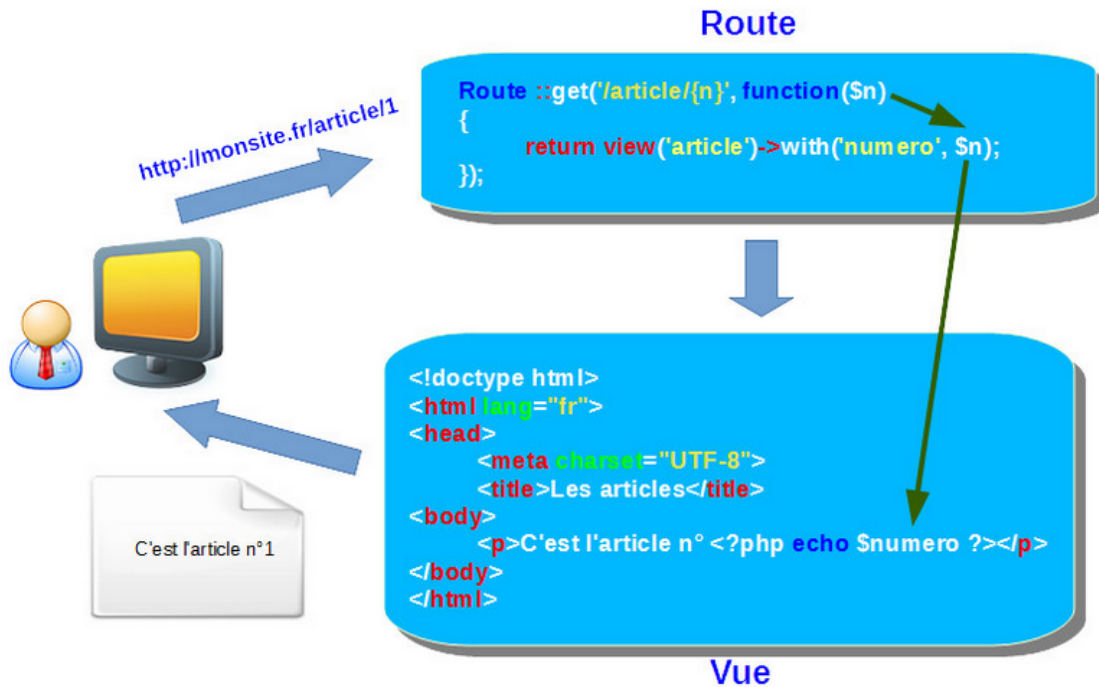 Route
Route ::get('/article/{n}', function($n)
{
return view('article')->with('numero', $n);
});
http://monsite.fr/article/1
<!doctype html>
<html lang="fr">
<head>
<meta charset="UTF-8">
<title>Les articles</title>
<body>
<p>C'est l'article n° <?php echo $numero ?></p>
</body>
</html>
C'est l'article n°1
Vue